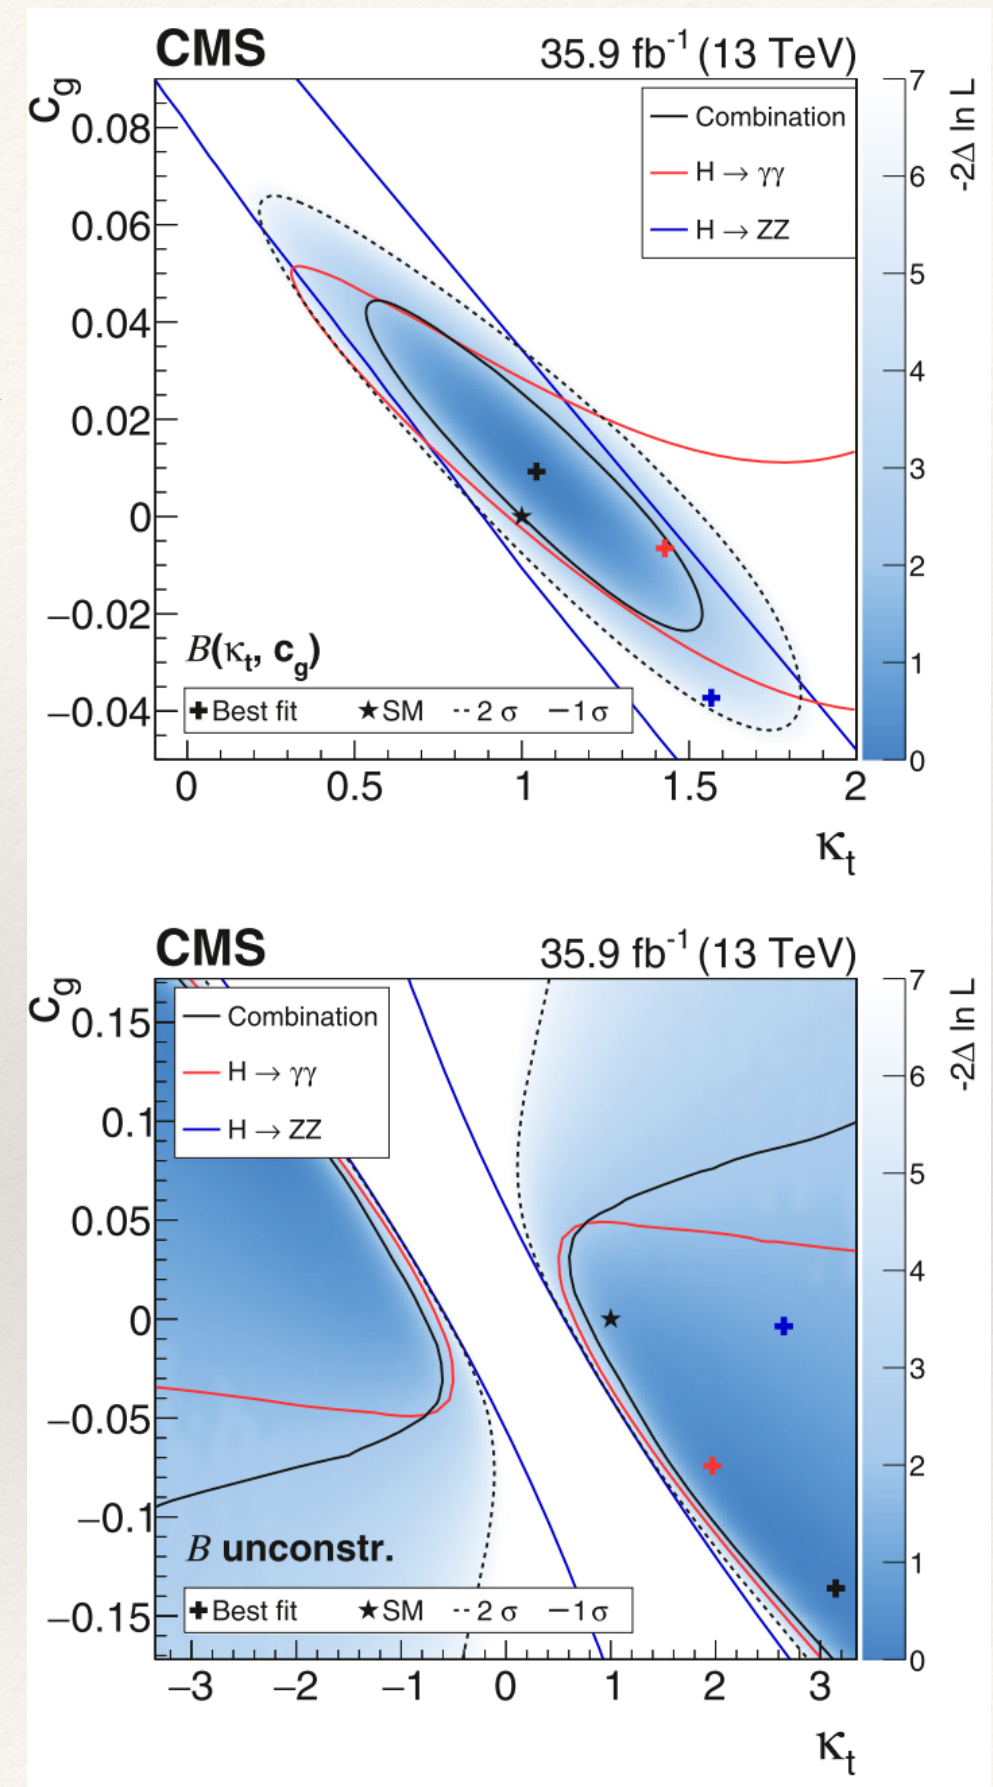 CMS 35.9 fb⁻¹ (13 TeV)
c_g
0.08
0.06
0.04
0.02
0
−0.02
−0.04
Combination
H → γγ
H → ZZ
B(κ_t, c_g)
Best fit ★SM -- 2 σ — 1 σ
0 0.5 1 1.5 2
κ_t
7
6
5
4
3
2
1
0
-2Δ ln L
CMS 35.9 fb⁻¹ (13 TeV)
c_g
0.15
0.1
0.05
0
−0.05
−0.1
−0.15
Combination
H → γγ
H → ZZ
B unconstr.
Best fit ★SM -- 2 σ — 1 σ
−3 −2 −1 0 1 2 3
κ_t
7
6
5
4
3
2
1
0
-2Δ ln L